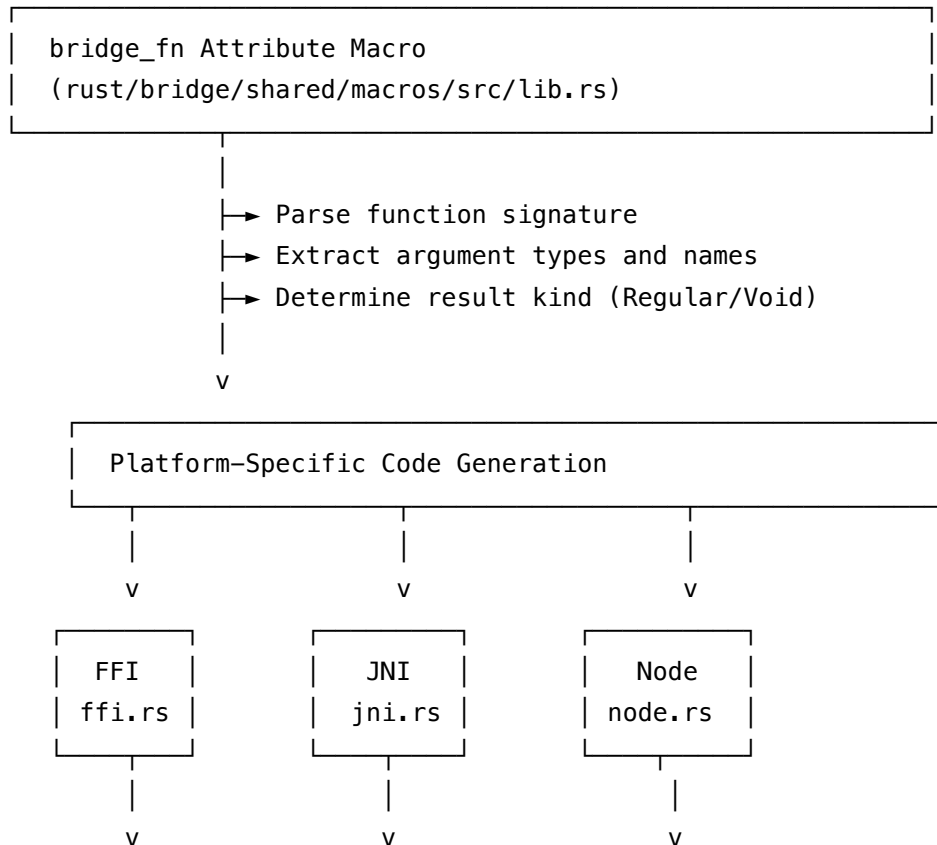 bridge_fn Attribute Macro
(rust/bridge/shared/macros/src/lib.rs)
Parse function signature
Extract argument types and names
Determine result kind (Regular/Void)
v
Platform-Specific Code Generation
v v v
FFI JNI Node
ffi.rs jni.rs node.rs
v v v